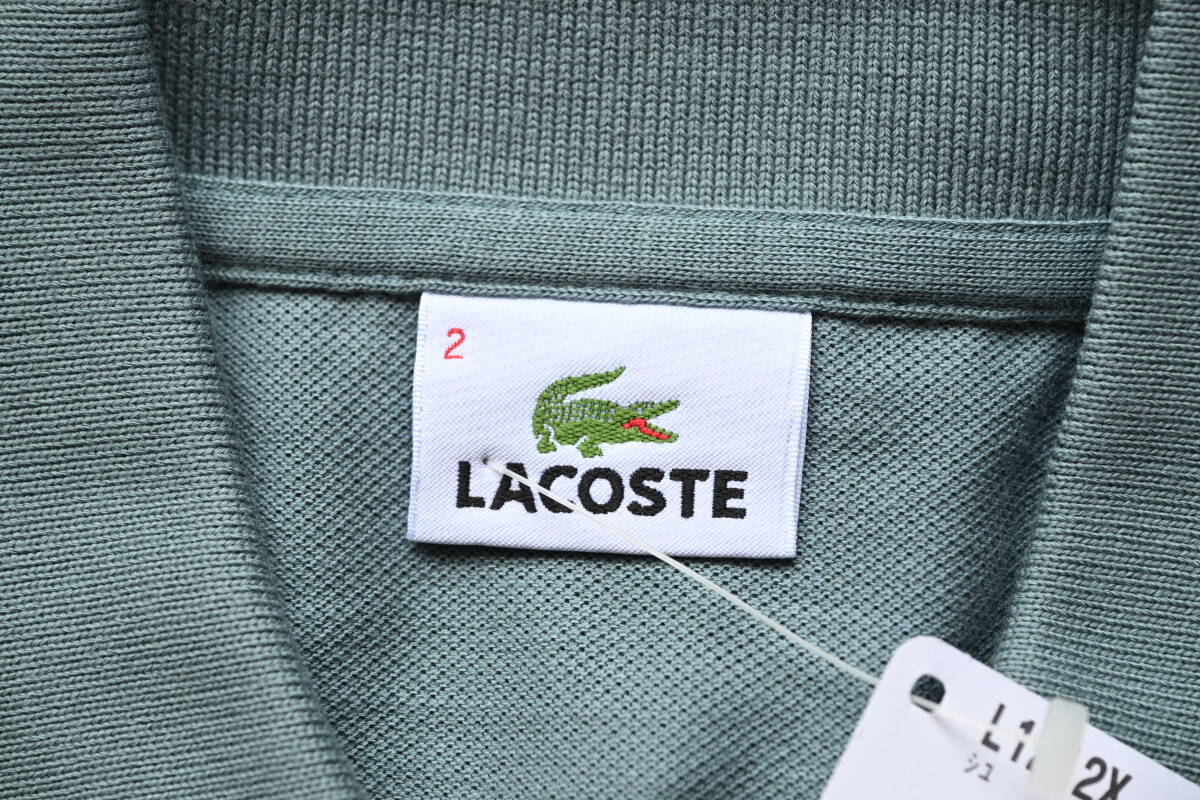 2
LACOSTE
L1 2X
シュ